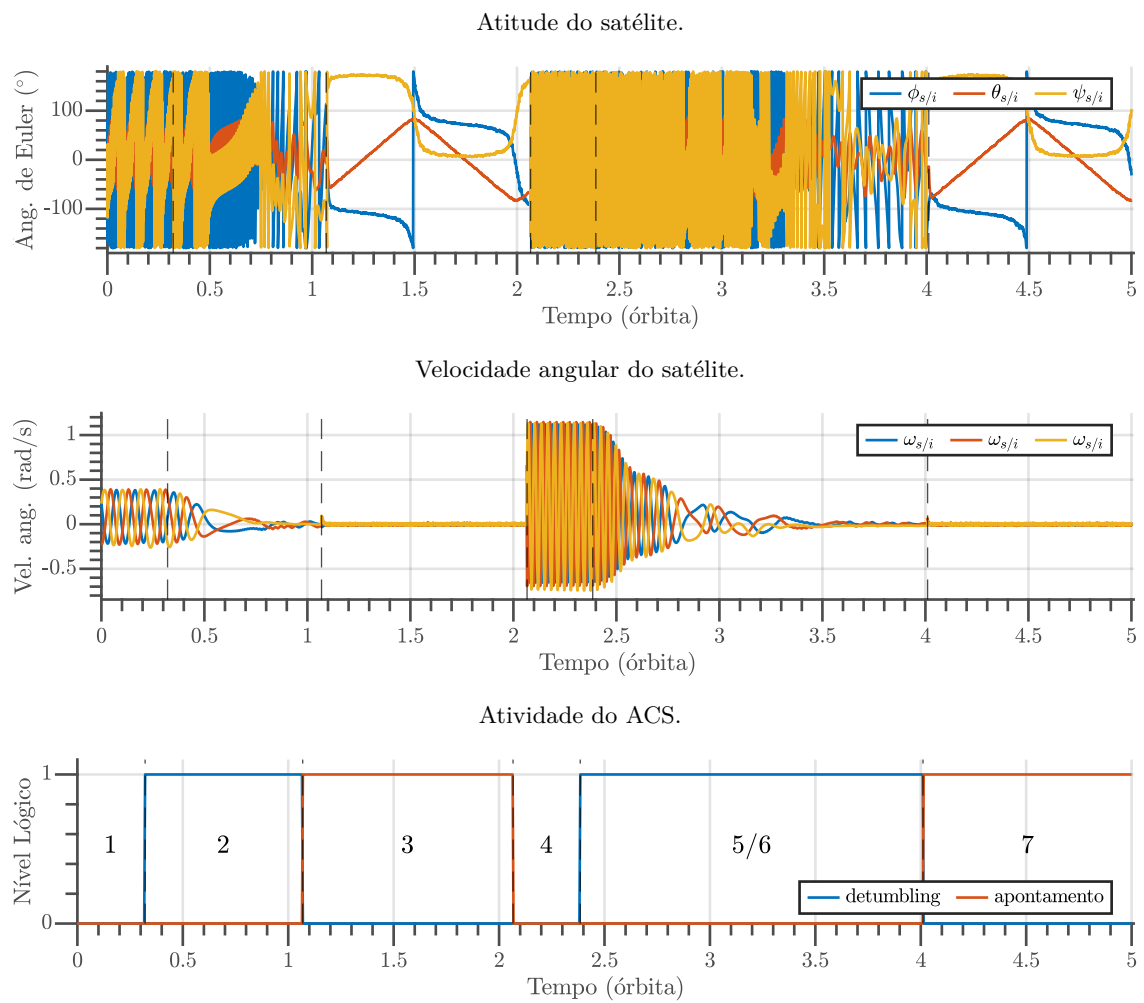 Atitude do satélite.
Ang. de Euler (°)
100
0
-100
ϕs/i θs/i ψs/i
0 0.5 1 1.5 2 2.5 3 3.5 4 4.5 5
Tempo (órbita)
Velocidade angular do satélite.
Vel. ang. (rad/s)
1
0.5
0
-0.5
ωs/i ωs/i ωs/i
0 0.5 1 1.5 2 2.5 3 3.5 4 4.5 5
Tempo (órbita)
Atividade do ACS.
Nível Lógico
1
0
1 2 3 4 5/6 7
detumbling apontamento
0 0.5 1 1.5 2 2.5 3 3.5 4 4.5 5
Tempo (órbita)